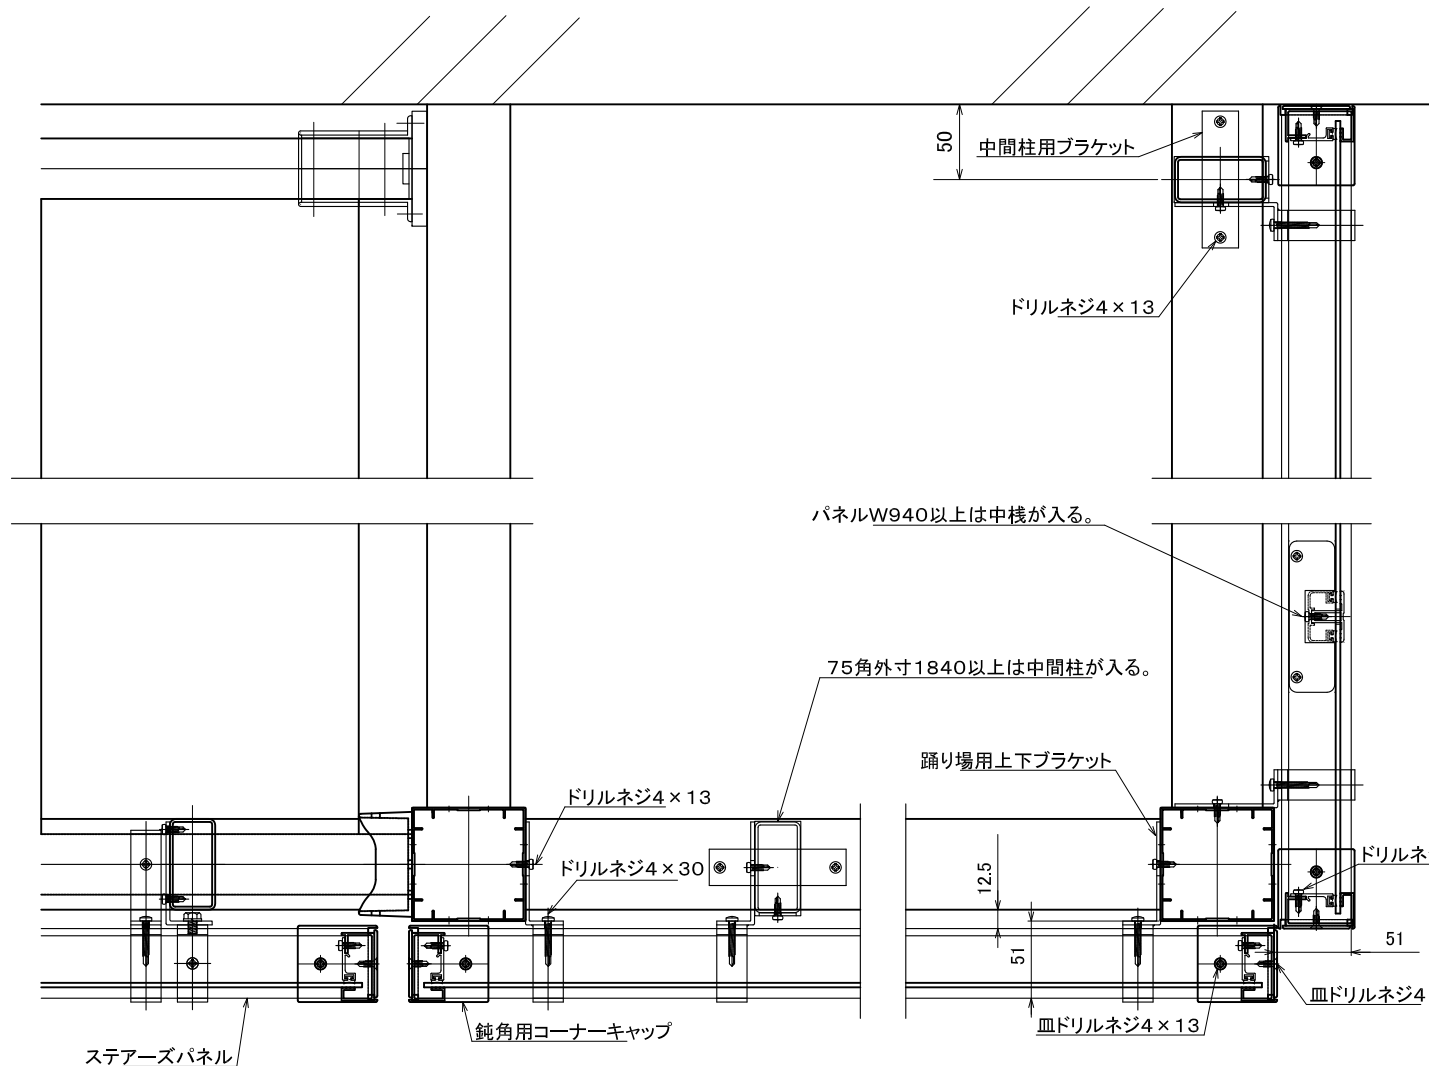 50
中間柱用ブラケット
ドリルネジ4×13
パネルW940以上は中桟が入る。
75角外寸1840以上は中間柱が入る。
踊り場用上下ブラケット
ドリルネジ4×13
ドリルネジ4×30
12.5
ドリルネ
51
51
皿ドリルネジ4
皿ドリルネジ4×13
鈍角用コーナーキャップ
ステアーズパネル